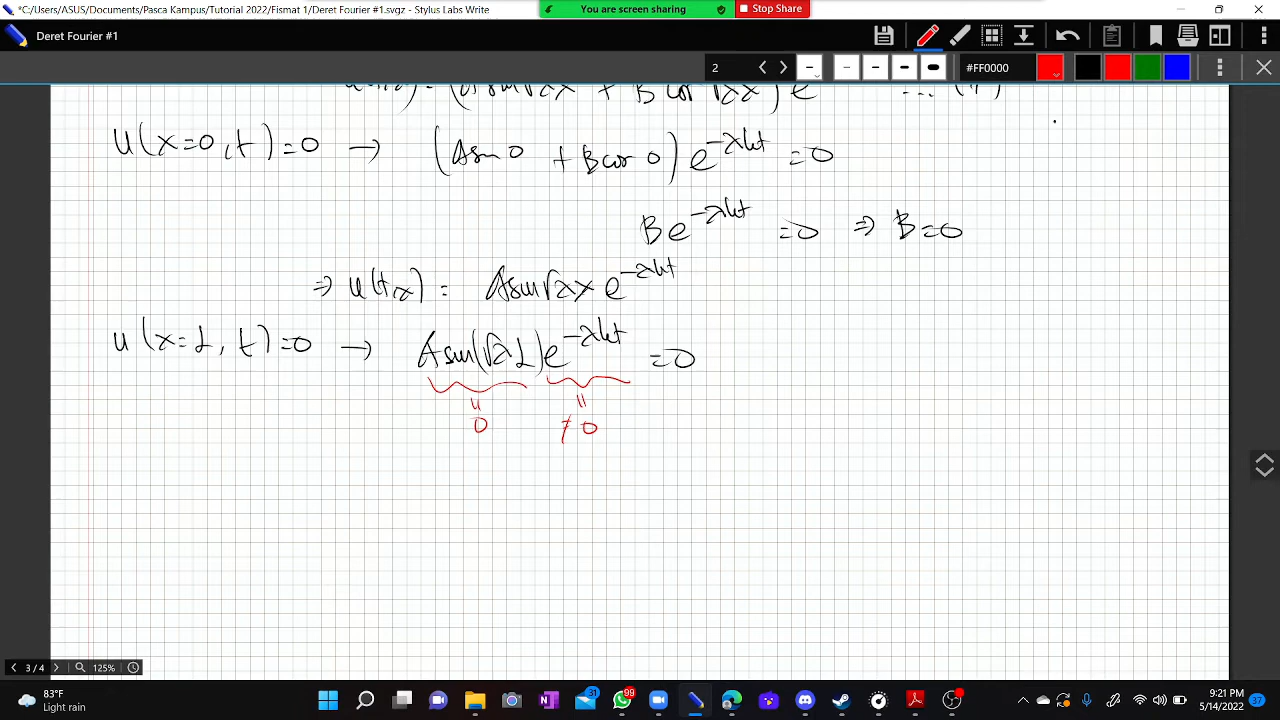 *C:/Users/ASUS/Documents/Pasca Kampus/Tutorial 2022/Fismat 1/Deret Fourier #1.svgz - Stylus Labs Write
You are screen sharing
Stop Share
Deret Fourier #1
2
#FF0000
u(x=0,t)=0 → (A sin 0 + B cos 0) e^{-λkt} = 0
B e^{-λkt} = 0 ⇒ B=0
⇒ u(t,x) = A sin √λ x e^{-λkt}
u(x=L, t)=0 → A sin(√λ L) e^{-λkt} = 0
0 ≠ 0
3 / 4
125%
83°F
Light rain
31
99
9:21 PM
5/14/2022
37